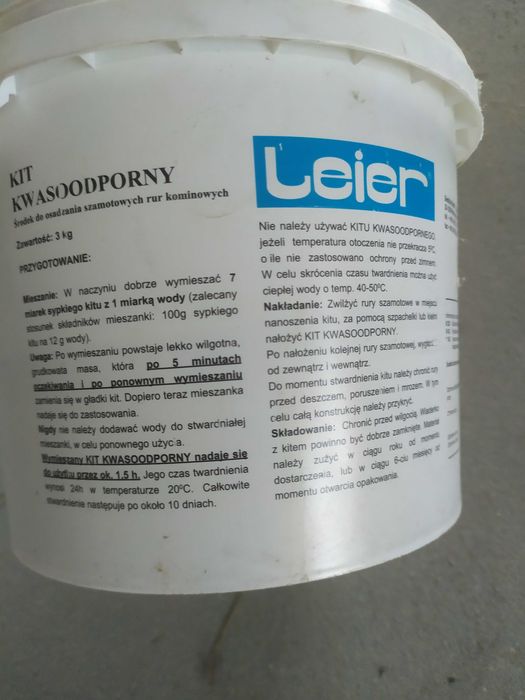 KIT
KWASOODPORNY
Środek do osadzania szamotowych rur kominowych
Zawartość: 3 kg
PRZYGOTOWANIE:
Mieszanie: W naczyniu dobrze wymieszać 7
miarek sypkiego kitu z 1 miarką wody (zalecany
stosunek składników mieszanki: 100g sypkiego
kitu na 12 g wody).
Uwaga: Po wymieszaniu powstaje lekko wilgotna,
grudkowata masa, która po 5 minutach
oczekiwania i po ponownym wymieszaniu
zamienia się w gładki kit. Dopiero teraz mieszanka
nadaje się do zastosowania.
Nigdy nie należy dodawać wody do stwardniałej
mieszanki, w celu ponownego użycia.
Wymieszany KIT KWASOODPORNY nadaje się
do użytku przez ok. 1,5 h. Jego czas twardnienia
wynosi 24h w temperaturze 20ºC. Całkowite
stwardnienie następuje po około 10 dniach.
Leier
Nie należy używać KITU KWASOODPORNEGO,
jeżeli temperatura otoczenia nie przekracza 5ºC,
o ile nie zastosowano ochrony przed zimnem.
W celu skrócenia czasu twardnienia można użyć
ciepłej wody o temp. 40-50ºC.
Nakładanie: Zwilżyć rury szamotowe w miejscu
nanoszenia kitu, za pomocą szpachelki lub kielni
nałożyć KIT KWASOODPORNY.
Po nałożeniu kolejnej rury szamotowej,
od zewnątrz i wewnątrz.
Do momentu stwardnienia kitu należy chronić rury
przed deszczem, poruszeniem i mrozem. W tym
celu całą konstrukcję należy przykryć.
Składowanie: Chronić przed wilgocią. Wiaderko
z kitem powinno być dobrze zamknięte. Materiał
należy zużyć w ciągu roku od momentu
dostarczenia, lub w ciągu 6-ciu miesięcy od
momentu otwarcia opakowania.